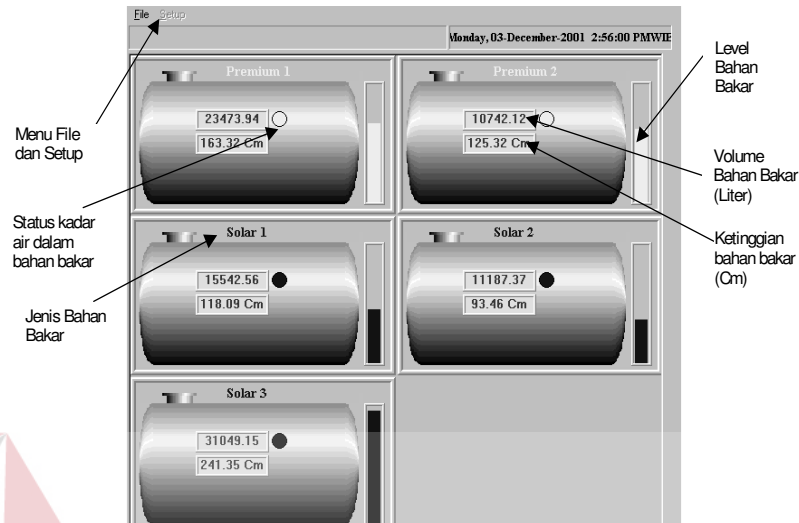 File Setup
Monday, 03-December-2001 2:56:00 PMWIB
Premium 1
23473.94
163.32 Cm
Premium 2
10742.12
125.32 Cm
Solar 1
15542.56
118.09 Cm
Solar 2
11187.37
93.46 Cm
Solar 3
31049.15
241.35 Cm
Menu File
dan Setup
Status kadar
air dalam
bahan bakar
Jenis Bahan
Bakar
Level
Bahan
Bakar
Volume
Bahan Bakar
(Liter)
Ketinggian
bahan bakar
(Cm)